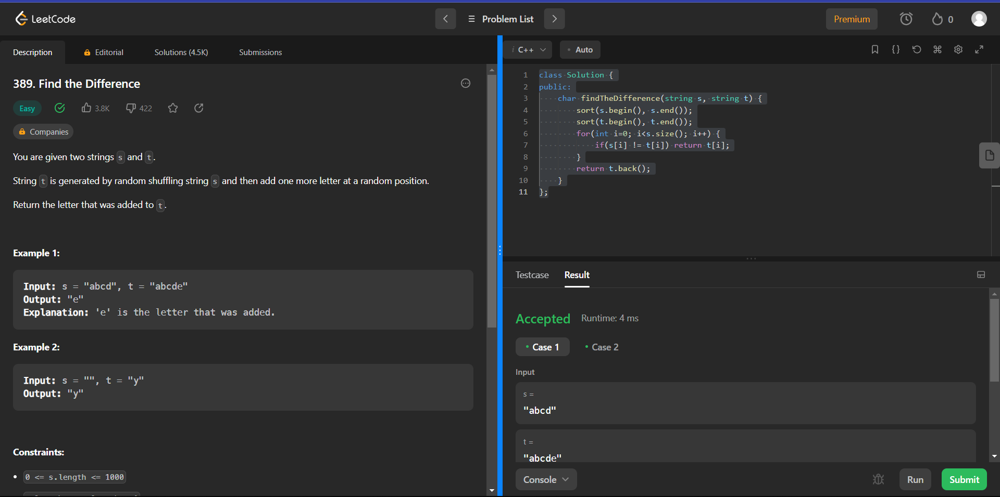 LeetCode
Problem List
Premium
0
Description Editorial Solutions (4.5K) Submissions
389. Find the Difference
Easy 3.8K 422
Companies
You are given two strings s and t.
String t is generated by random shuffling string s and then add one more letter at a random position.
Return the letter that was added to t.
Example 1:
Input: s = "abcd", t = "abcde"
Output: "e"
Explanation: 'e' is the letter that was added.
Example 2:
Input: s = "", t = "y"
Output: "y"
Constraints:
• 0 <= s.length <= 1000
i C++ • Auto
1 class Solution {
2 public:
3 char findTheDifference(string s, string t) {
4 sort(s.begin(), s.end());
5 sort(t.begin(), t.end());
6 for(int i=0; i<s.size(); i++) {
7 if(s[i] != t[i]) return t[i];
8 }
9 return t.back();
10 }
11 };
Testcase Result
Accepted Runtime: 4 ms
• Case 1 • Case 2
Input
s =
"abcd"
t =
"abcde"
Console Run Submit